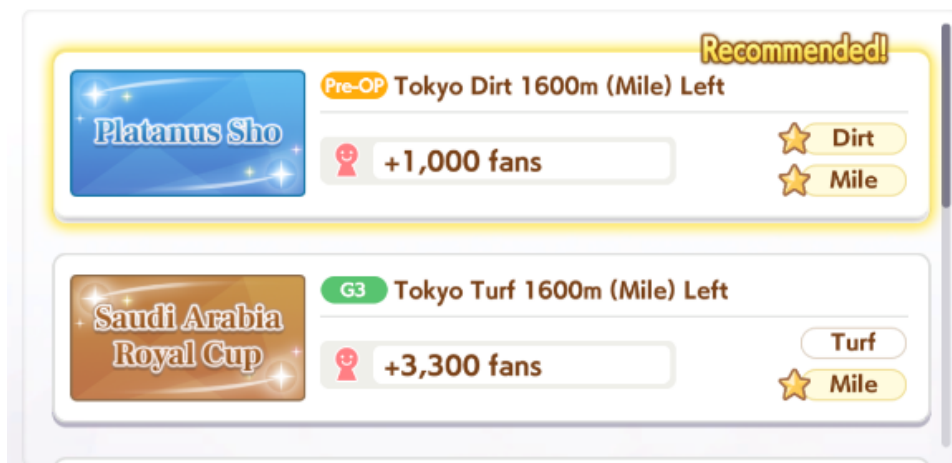 Recommended!
Platanus Sho
Pre-OP Tokyo Dirt 1600m (Mile) Left
+1,000 fans
Dirt
Mile
Saudi Arabia
Royal Cup
G3 Tokyo Turf 1600m (Mile) Left
+3,300 fans
Turf
Mile